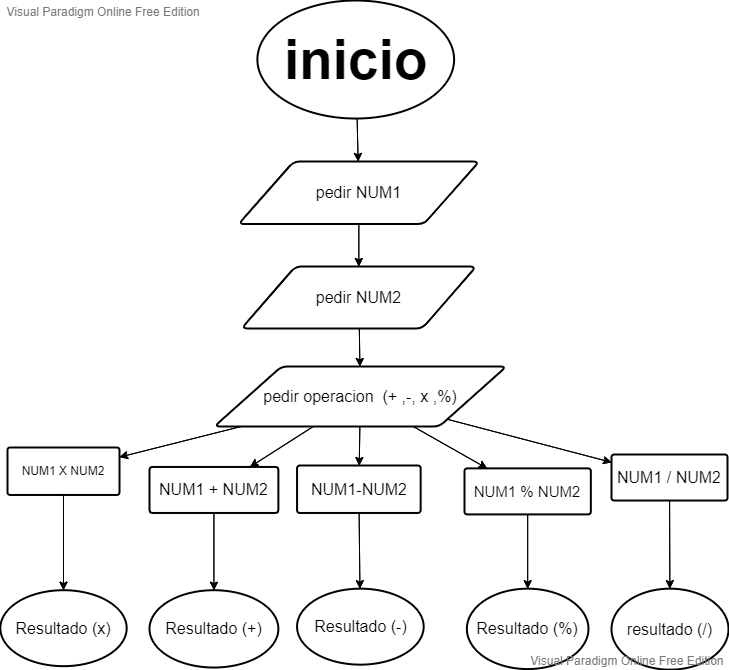 Visual Paradigm Online Free Edition
inicio
pedir NUM1
pedir NUM2
pedir operacion (+ ,-, x ,%)
NUM1 X NUM2
NUM1 + NUM2
NUM1-NUM2
NUM1 % NUM2
NUM1 / NUM2
Resultado (x)
Resultado (+)
Resultado (-)
Resultado (%)
resultado (/)
Visual Paradigm Online Free Edition